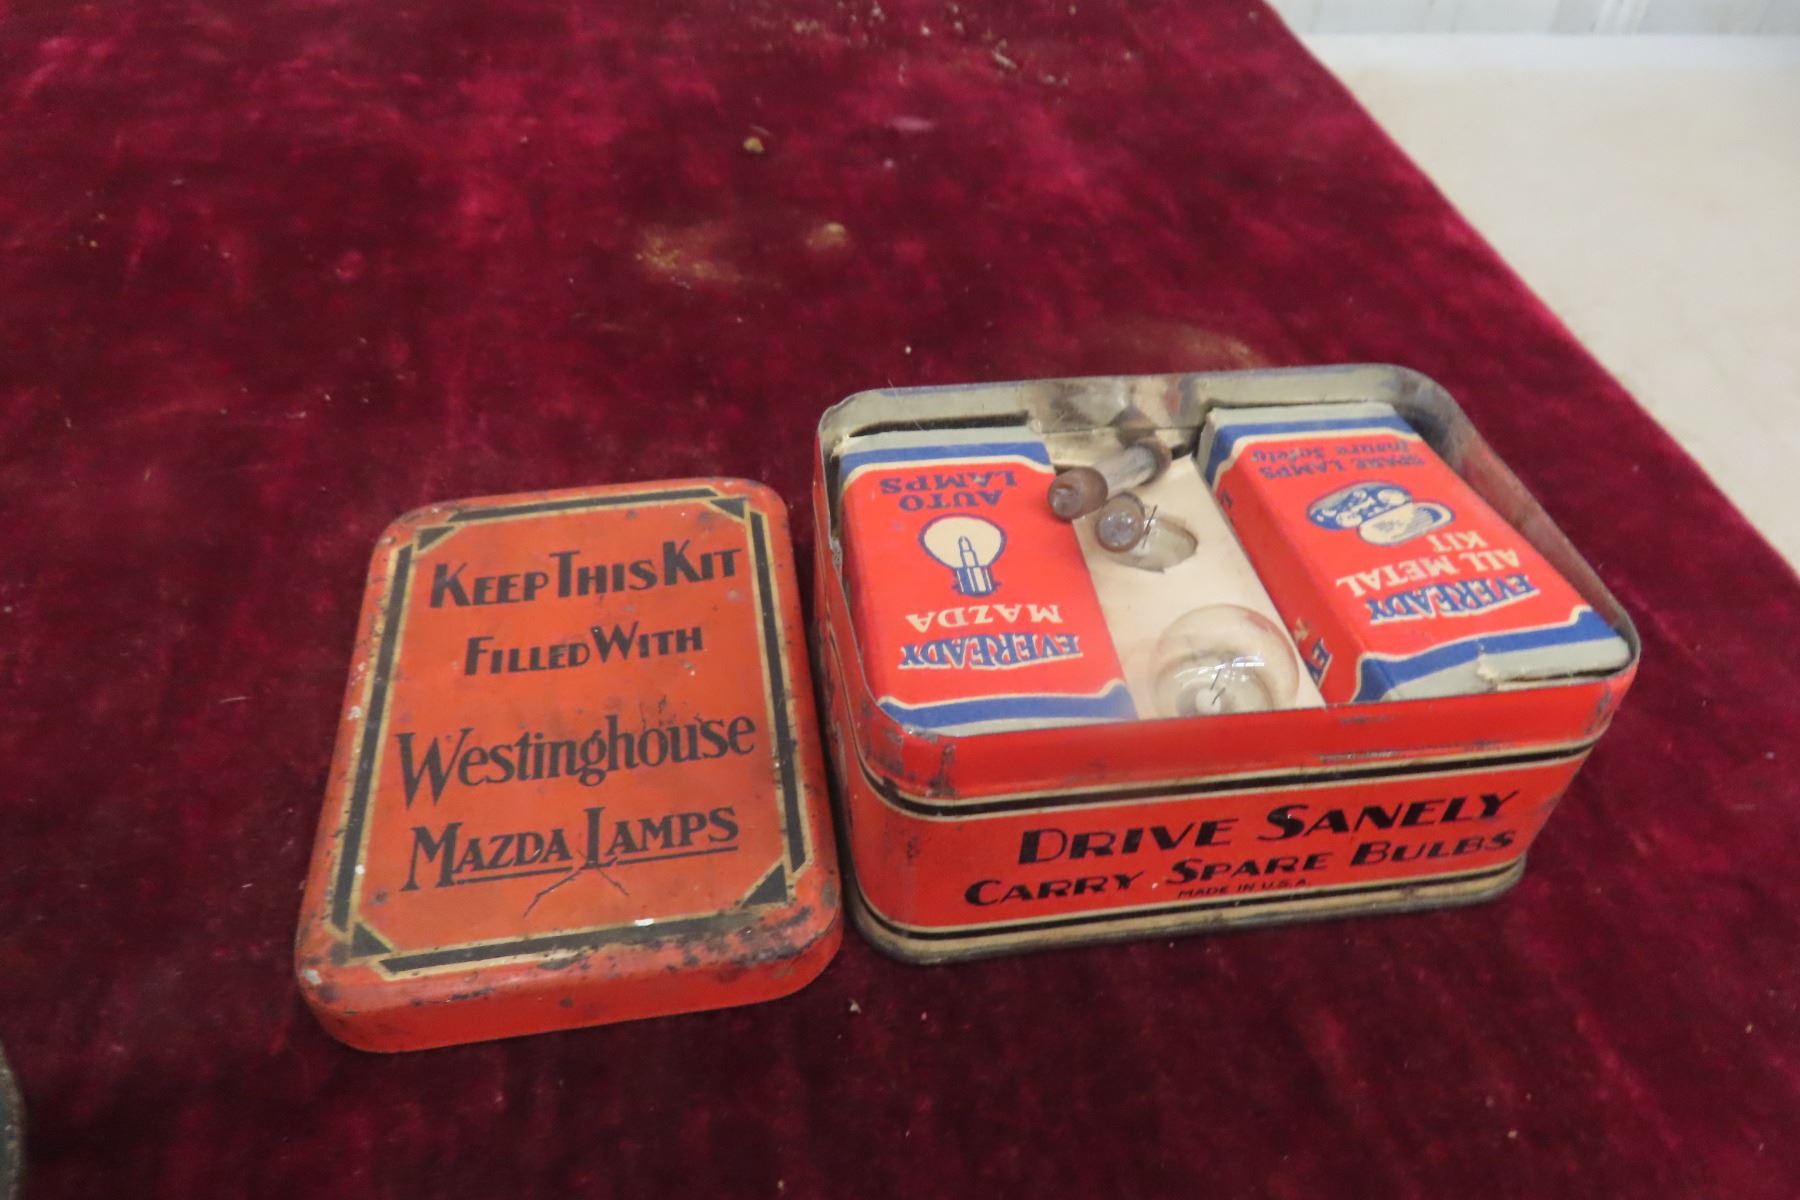 KEEP THIS KIT
FILLED WITH
Westinghouse
MAZDA LAMPS
EVEREADY
MAZDA
AUTO
LAMPS
EVEREADY
ALL METAL
KIT
SPARE LAMPS
Insure Safety
DRIVE SANELY
CARRY SPARE BULBS
MADE IN U.S.A.